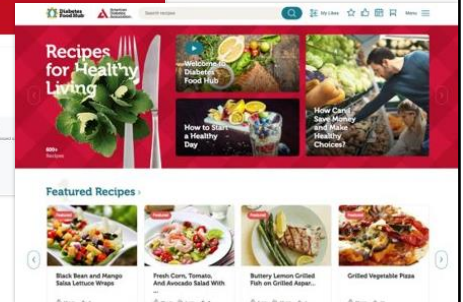 Diabetes
Food Hub
American
Diabetes
Association.
Search recipes
My Likes
Menu
Recipes
for Healthy
Living
600+
Recipes
Welcome to
Diabetes
Food Hub
How to Start
a Healthy
Day
How Can I
Save Money
and Make
Healthy
Choices?
Featured Recipes ›
Featured
Featured
Featured
Featured
Black Bean and Mango
Salsa Lettuce Wraps
Fresh Corn, Tomato,
And Avocado Salad With
...
Buttery Lemon Grilled
Fish on Grilled Aspar...
Grilled Vegetable Pizza